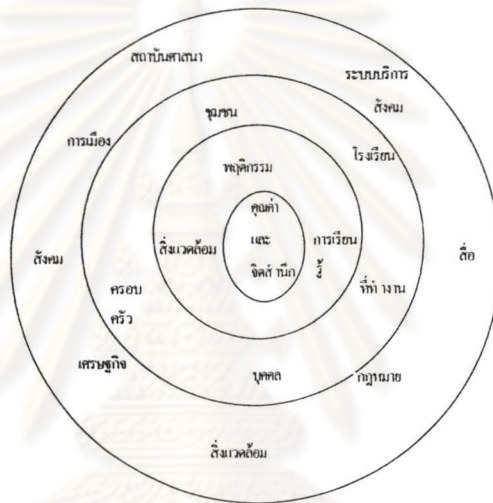 สถาบันศาสนา
ระบบบริการ
สังคม
ชุมชน
การเมือง
โรงเรียน
พฤติกรรม
คุณค่า
และ
จิตสำนึก
สิ่งแวดล้อม
การเรียน
รู้
สังคม
สื่อ
ครอบ
ครัว
ที่ทำงาน
เศรษฐกิจ
บุคคล
กฎหมาย
สิ่งแวดล้อม